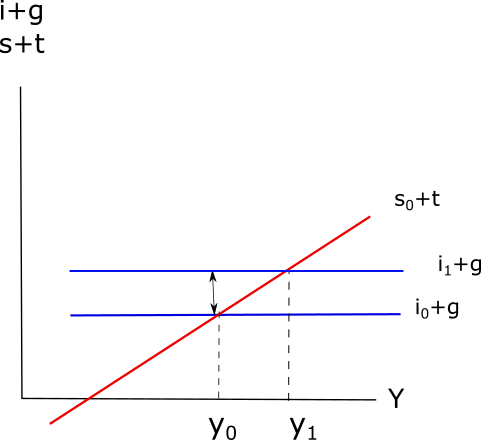 i+g
s+t
s₀+t
i₁+g
i₀+g
Y
y₀ y₁